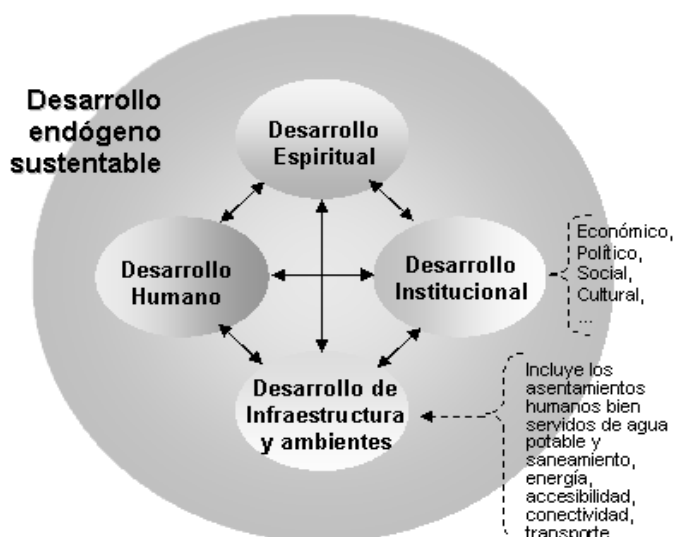 Desarrollo
endógeno
sustentable
Desarrollo
Espiritual
Desarrollo
Humano
Desarrollo
Institucional
Económico,
Político,
Social,
Cultural,
...
Desarrollo de
Infraestructura
y ambientes
Incluye los
asentamientos
humanos bien
servidos de agua
potable y
saneamiento,
energía,
accesibilidad,
conectividad,
transporte